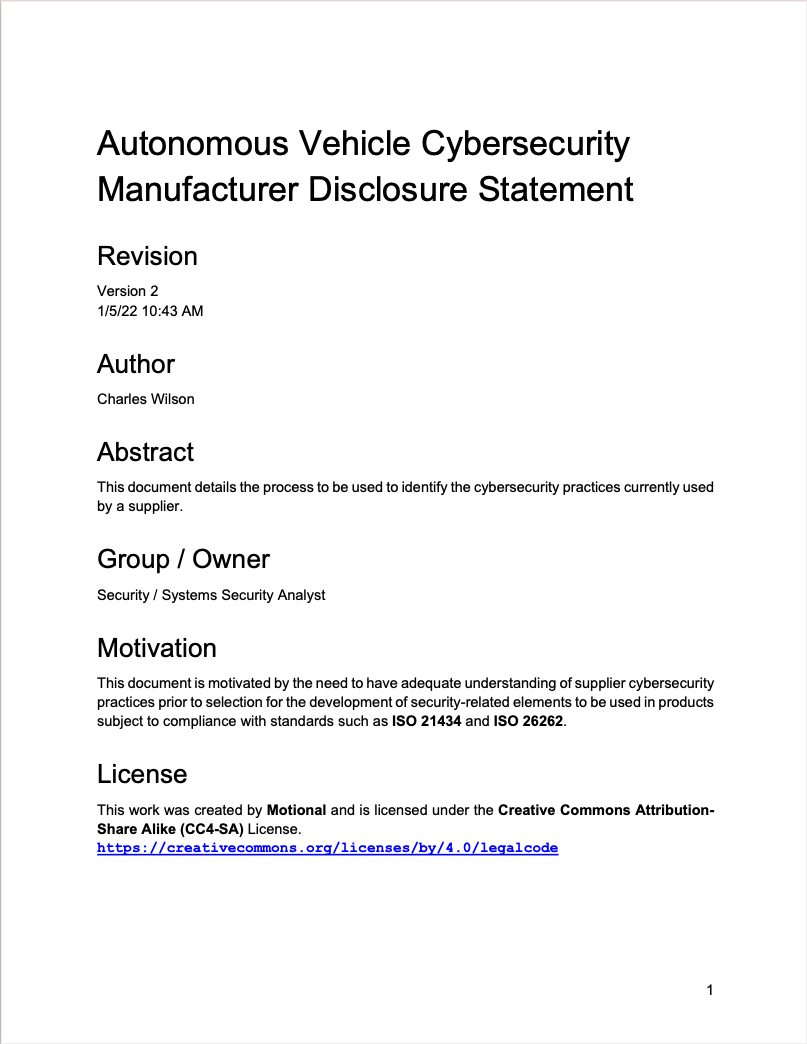 Autonomous Vehicle Cybersecurity
Manufacturer Disclosure Statement
Revision
Version 2
1/5/22 10:43 AM
Author
Charles Wilson
Abstract
This document details the process to be used to identify the cybersecurity practices currently used
by a supplier.
Group / Owner
Security / Systems Security Analyst
Motivation
This document is motivated by the need to have adequate understanding of supplier cybersecurity
practices prior to selection for the development of security-related elements to be used in products
subject to compliance with standards such as ISO 21434 and ISO 26262.
License
This work was created by Motional and is licensed under the Creative Commons Attribution-
Share Alike (CC4-SA) License.
https://creativecommons.org/licenses/by/4.0/legalcode
1